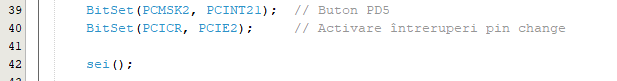 39 BitSet(PCMSK2, PCINT21); // Buton PD5
40 BitSet(PCICR, PCIE2); // Activare întreruperi pin change
41
42 sei();